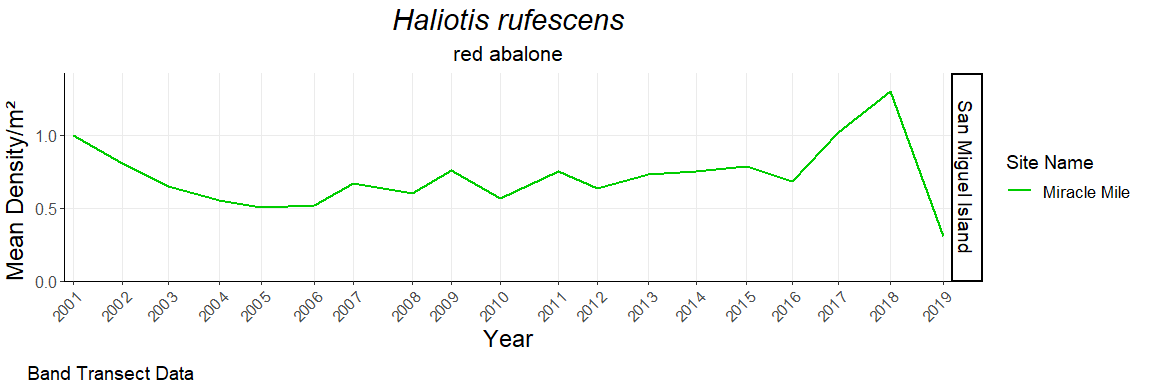 Haliotis rufescens
red abalone
Mean Density/m²
1.0
0.5
0.0
2001 2002 2003 2004 2005 2006 2007 2008 2009 2010 2011 2012 2013 2014 2015 2016 2017 2018 2019
Year
San Miguel Island
Site Name
Miracle Mile
Band Transect Data